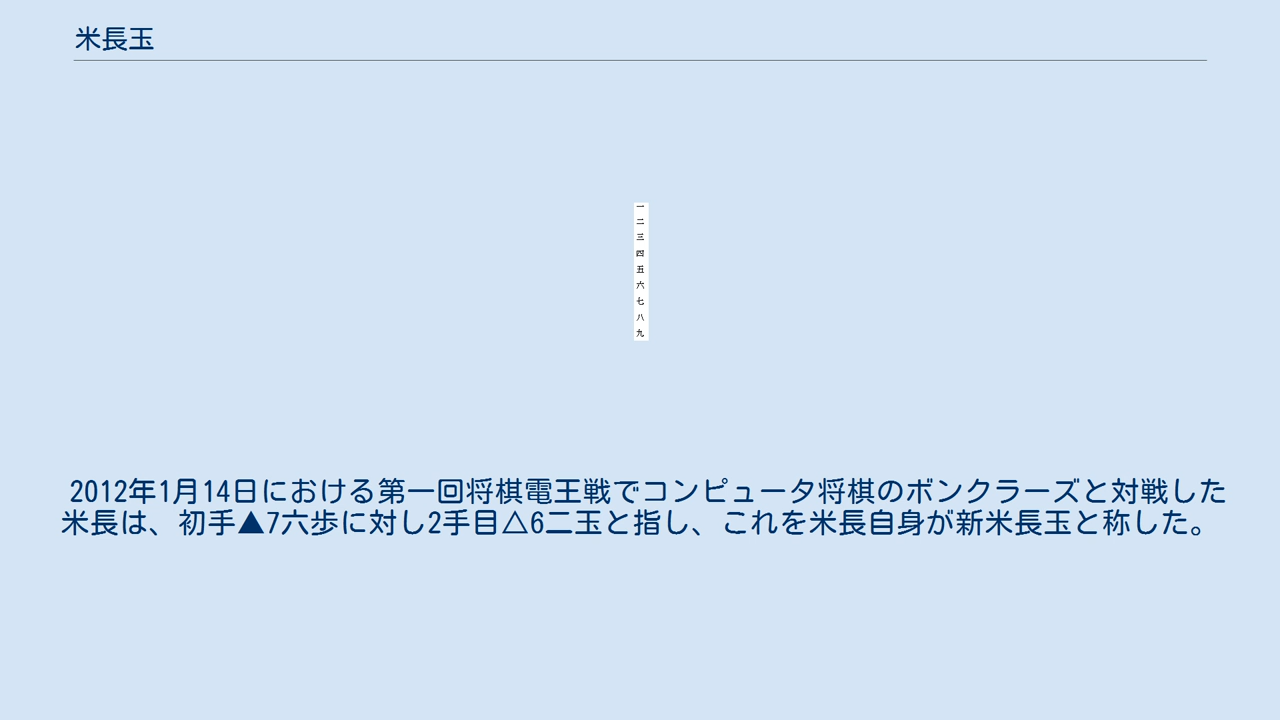 米長玉
一
二
三
四
五
六
七
八
九
2012年1月14日における第一回将棋電王戦でコンピュータ将棋のボンクラーズと対戦した
米長は、初手▲7六歩に対し2手目△6二玉と指し、これを米長自身が新米長玉と称した。